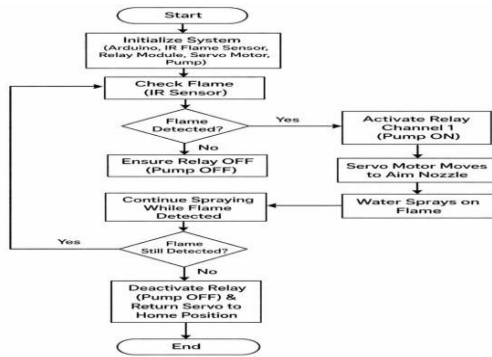 Start
Initialize System
(Arduino, IR Flame Sensor,
Relay Module, Servo Motor,
Pump)
Check Flame
(IR Sensor)
Flame
Detected?
Yes
Activate Relay
Channel 1
(Pump ON)
No
Ensure Relay OFF
(Pump OFF)
Servo Motor Moves
to Aim Nozzle
Water Sprays on
Flame
Continue Spraying
While Flame
Detected
Yes
Flame
Still Detected?
No
Deactivate Relay
(Pump OFF) &
Return Servo to
Home Position
End